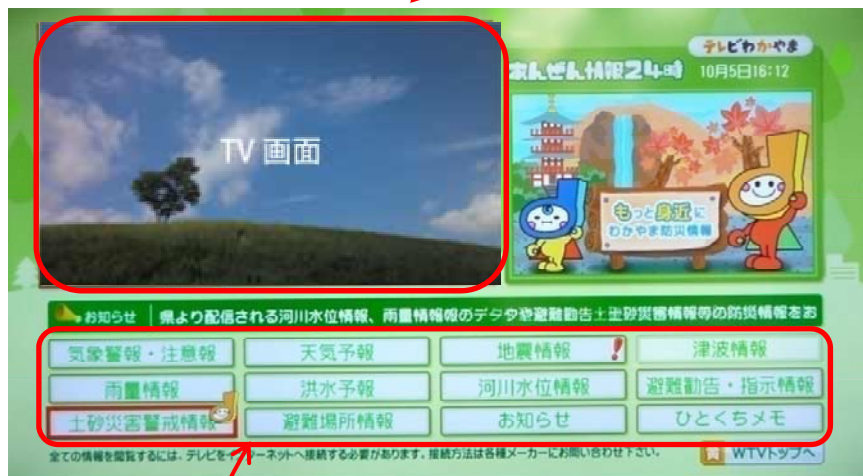 テレビわかやま
あんぜん情報24時 10月5日16:12
TV 画面
もっと身近に
わかやま防災情報
お知らせ 県より配信される河川水位情報、雨量情報報のデータや避難勧告土砂災害情報等の防災情報をお
気象警報・注意報 天気予報 地震情報 津波情報
雨量情報 洪水予報 河川水位情報 避難勧告・指示情報
土砂災害警戒情報 避難場所情報 お知らせ ひとくちメモ
全ての情報を閲覧するには、テレビをインターネットへ接続する必要があります。接続方法は各種メーカーにお問い合わせ下さい。
黄 WTVトップへ